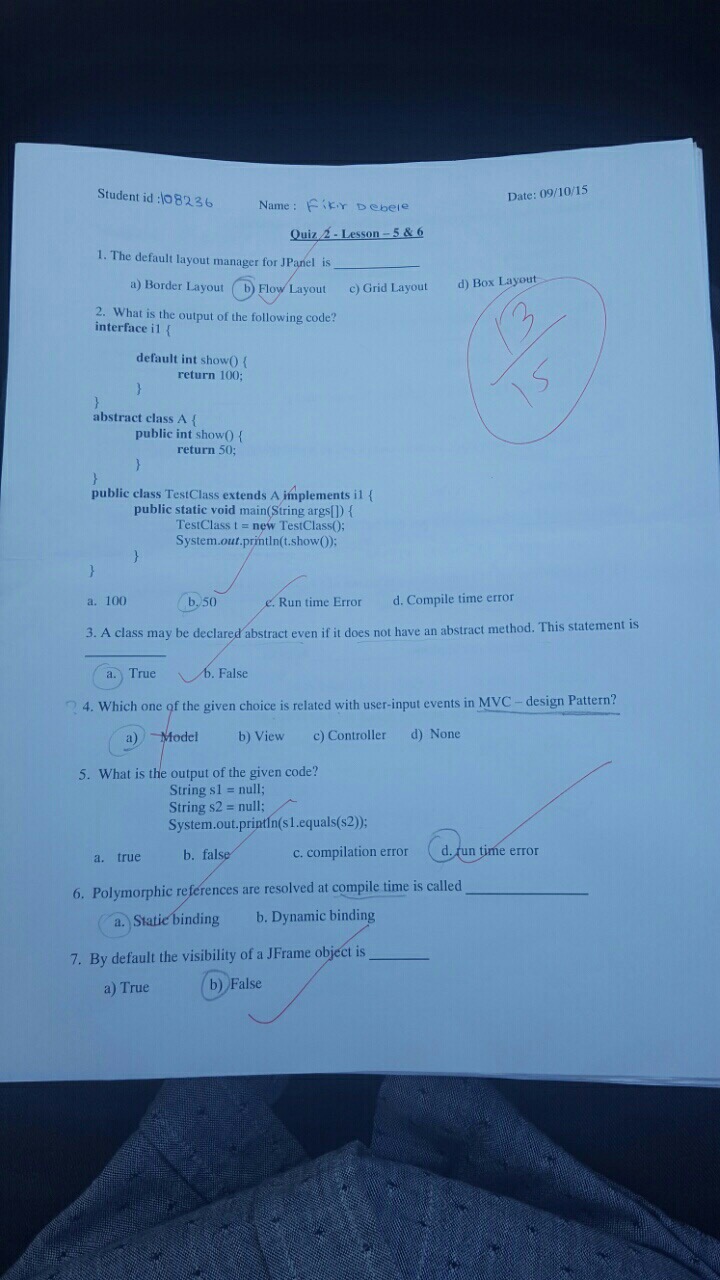 Student id :108236 Name : Fikir Debele Date: 09/10/15
Quiz 2 - Lesson – 5 & 6
1. The default layout manager for JPanel is ____________
a) Border Layout b) Flow Layout c) Grid Layout d) Box Layout
13
15
2. What is the output of the following code?
interface i1 {
default int show() {
return 100;
}
}
abstract class A {
public int show() {
return 50;
}
}
public class TestClass extends A implements i1 {
public static void main(String args[]) {
TestClass t = new TestClass();
System.out.println(t.show());
}
}
a. 100 b. 50 c. Run time Error d. Compile time error
3. A class may be declared abstract even if it does not have an abstract method. This statement is
____________
a. True b. False
? 4. Which one of the given choice is related with user-input events in MVC – design Pattern?
a) Model b) View c) Controller d) None
5. What is the output of the given code?
String s1 = null;
String s2 = null;
System.out.println(s1.equals(s2));
a. true b. false c. compilation error d. run time error
6. Polymorphic references are resolved at compile time is called ____________
a. Static binding b. Dynamic binding
7. By default the visibility of a JFrame object is ________
a) True b) False